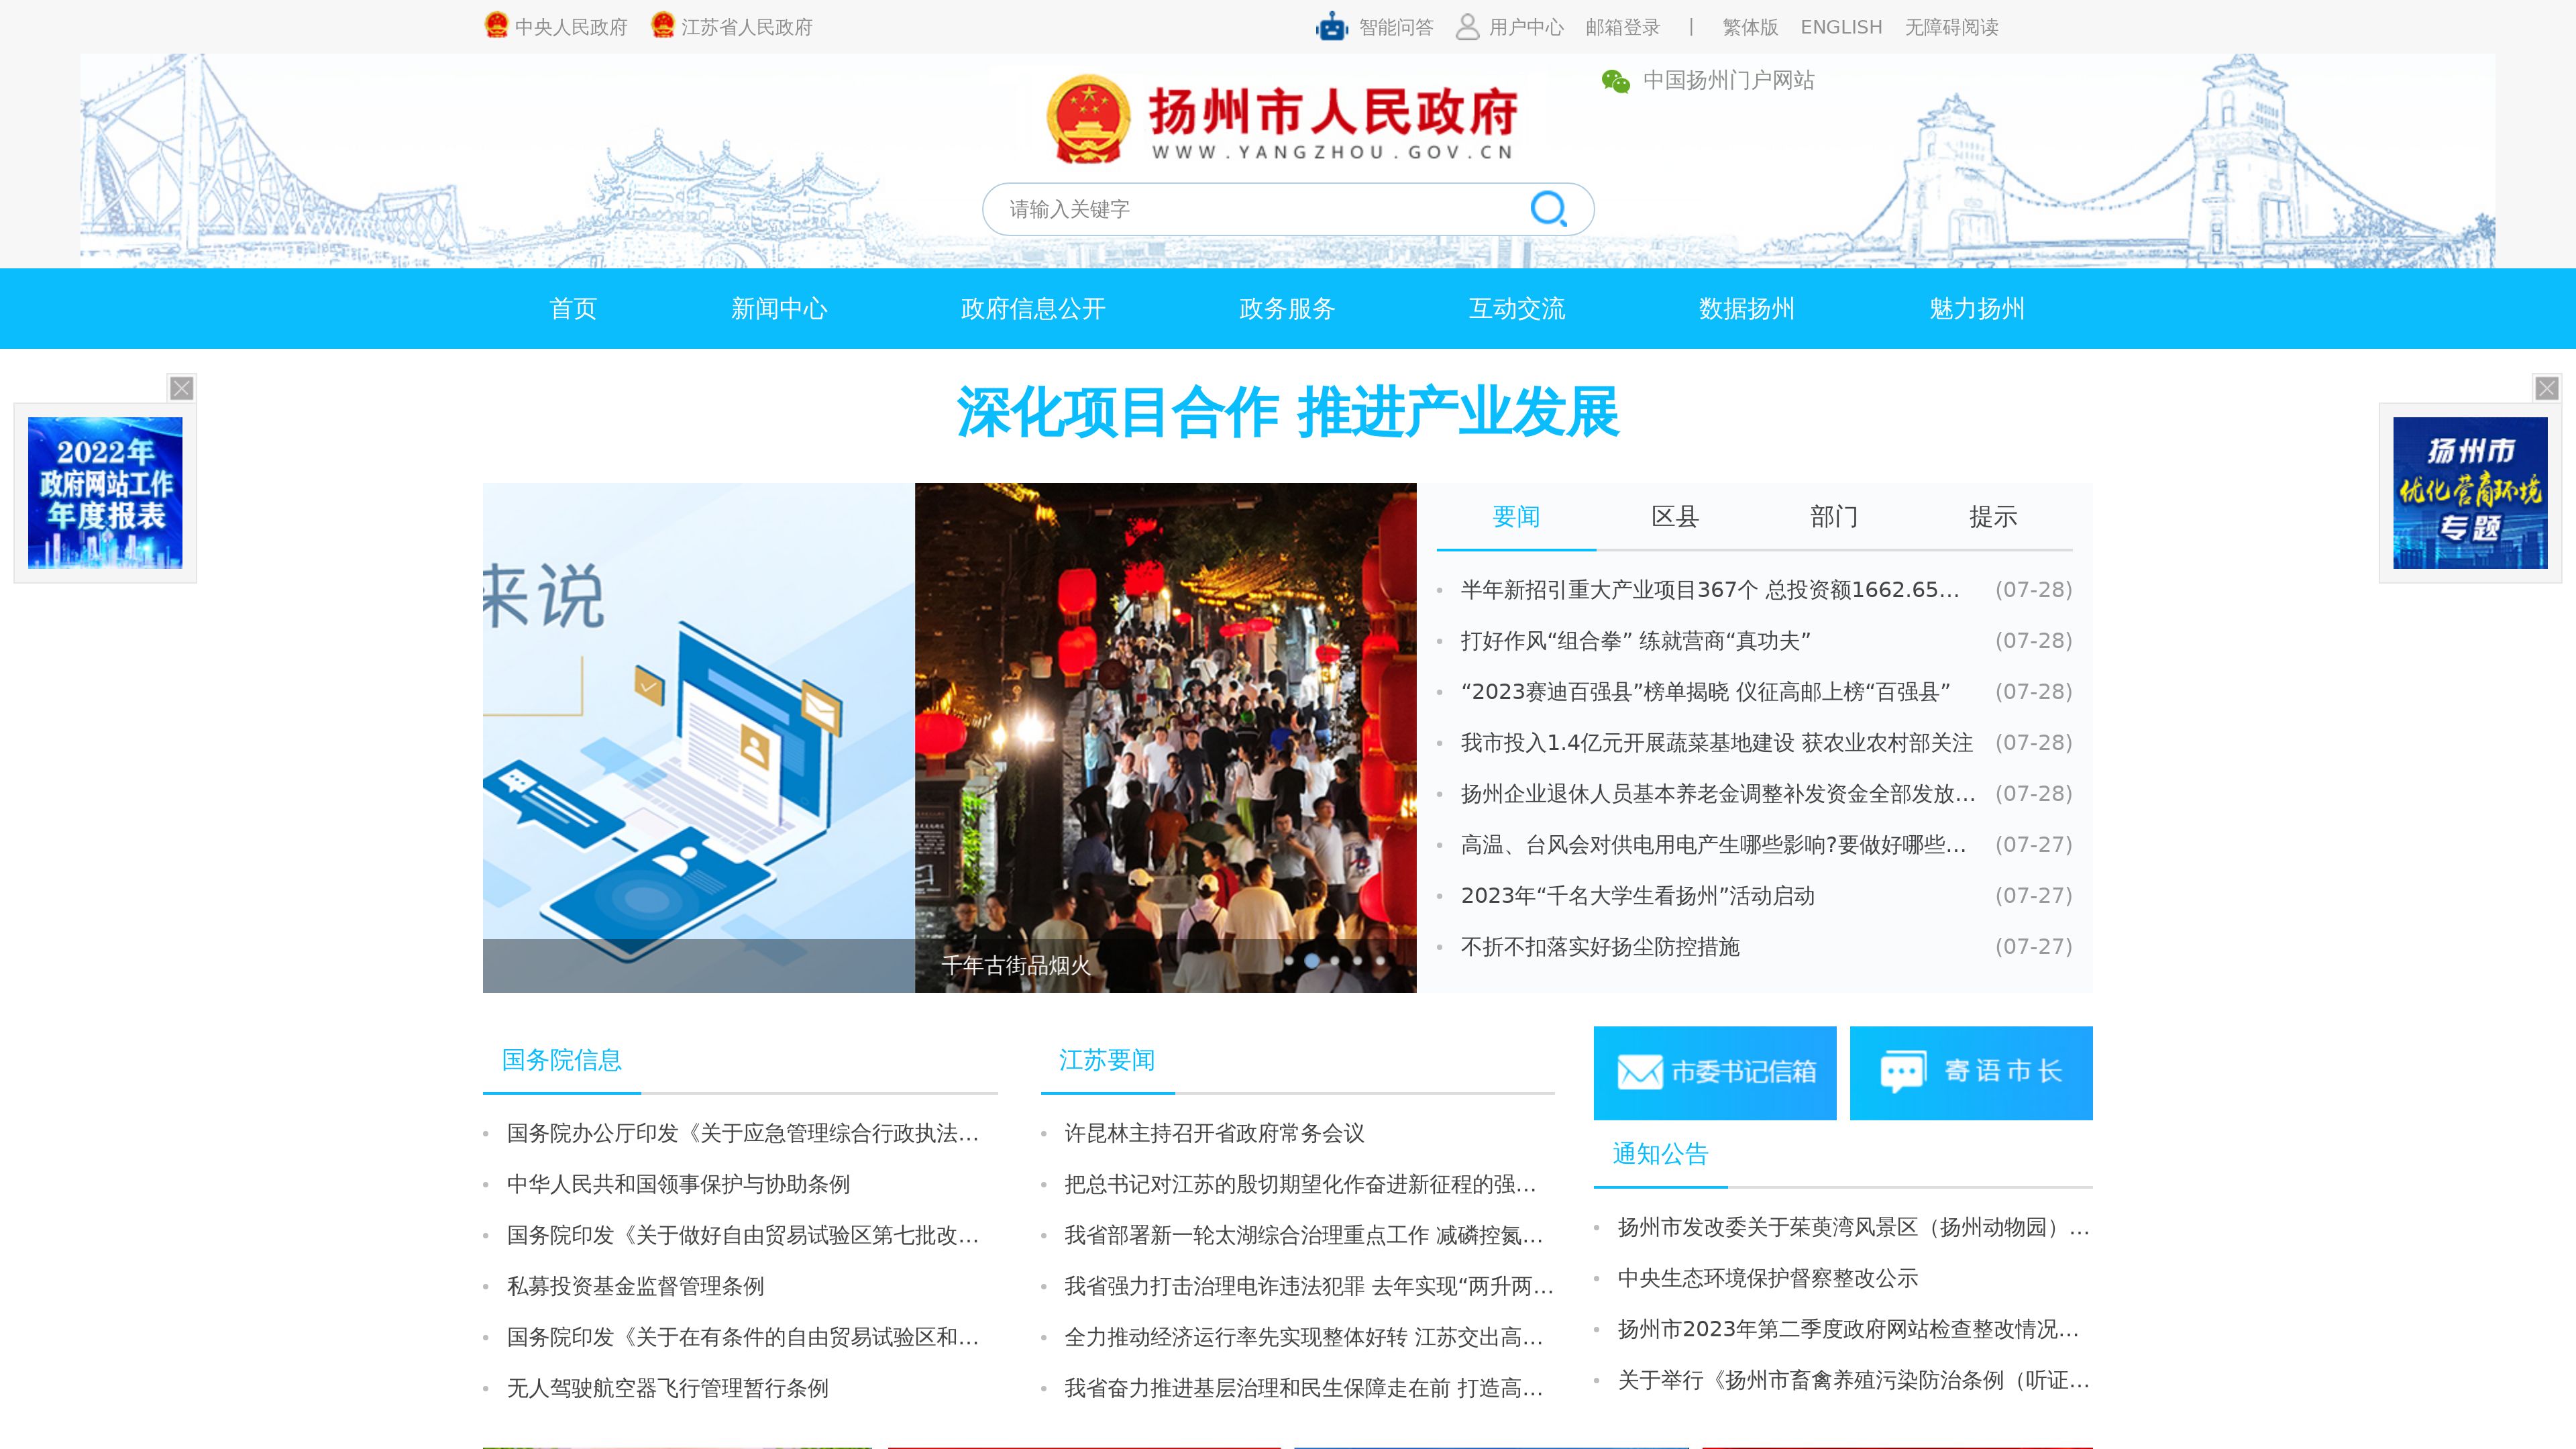 中央人民政府 江苏省人民政府 智能问答 用户中心 邮箱登录 | 繁体版 ENGLISH 无障碍阅读
中国扬州门户网站
扬州市人民政府
WWW.YANGZHOU.GOV.CN
请输入关键字
首页 新闻中心 政府信息公开 政务服务 互动交流 数据扬州 魅力扬州
深化项目合作 推进产业发展
2022年
政府网站工作
年度报表
扬州市
优化营商环境
专题
来说
千年古街品烟火
要闻 区县 部门 提示
半年新招引重大产业项目367个 总投资额1662.65… (07-28)
打好作风“组合拳” 练就营商“真功夫” (07-28)
“2023赛迪百强县”榜单揭晓 仪征高邮上榜“百强县” (07-28)
我市投入1.4亿元开展蔬菜基地建设 获农业农村部关注 (07-28)
扬州企业退休人员基本养老金调整补发资金全部发放… (07-28)
高温、台风会对供电用电产生哪些影响?要做好哪些… (07-27)
2023年“千名大学生看扬州”活动启动 (07-27)
不折不扣落实好扬尘防控措施 (07-27)
国务院信息
国务院办公厅印发《关于应急管理综合行政执法…
中华人民共和国领事保护与协助条例
国务院印发《关于做好自由贸易试验区第七批改…
私募投资基金监督管理条例
国务院印发《关于在有条件的自由贸易试验区和…
无人驾驶航空器飞行管理暂行条例
江苏要闻
许昆林主持召开省政府常务会议
把总书记对江苏的殷切期望化作奋进新征程的强…
我省部署新一轮太湖综合治理重点工作 减磷控氮…
我省强力打击治理电诈违法犯罪 去年实现“两升两…
全力推动经济运行率先实现整体好转 江苏交出高…
我省奋力推进基层治理和民生保障走在前 打造高…
市委书记信箱 寄语市长
通知公告
扬州市发改委关于茱萸湾风景区（扬州动物园）…
中央生态环境保护督察整改公示
扬州市2023年第二季度政府网站检查整改情况…
关于举行《扬州市畜禽养殖污染防治条例（听证…